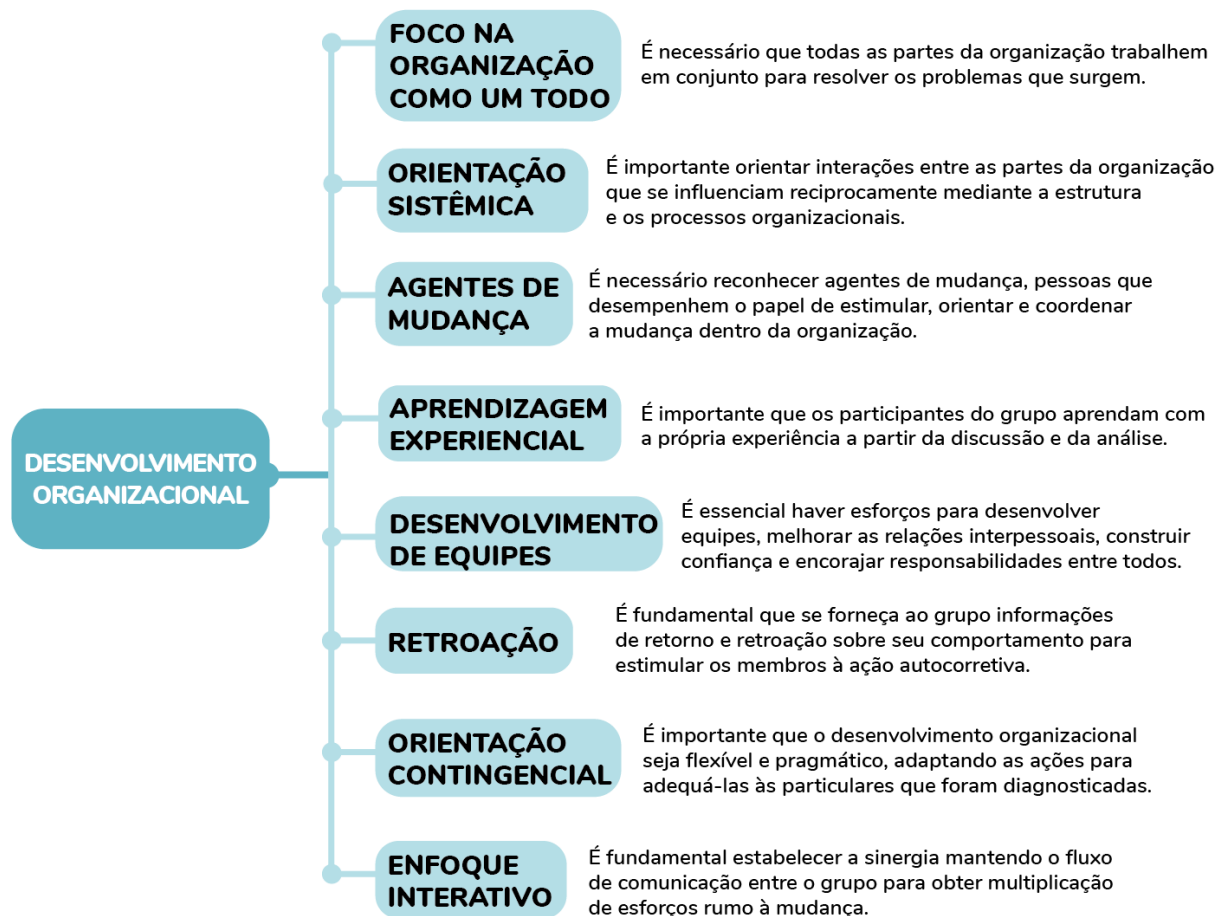 FOCO NA
ORGANIZAÇÃO
COMO UM TODO
É necessário que todas as partes da organização trabalhem
em conjunto para resolver os problemas que surgem.
ORIENTAÇÃO
SISTÊMICA
É importante orientar interações entre as partes da organização
que se influenciam reciprocamente mediante a estrutura
e os processos organizacionais.
AGENTES DE
MUDANÇA
É necessário reconhecer agentes de mudança, pessoas que
desempenhem o papel de estimular, orientar e coordenar
a mudança dentro da organização.
APRENDIZAGEM
EXPERIENCIAL
É importante que os participantes do grupo aprendam com
a própria experiência a partir da discussão e da análise.
DESENVOLVIMENTO
ORGANIZACIONAL
DESENVOLVIMENTO
DE EQUIPES
É essencial haver esforços para desenvolver
equipes, melhorar as relações interpessoais, construir
confiança e encorajar responsabilidades entre todos.
RETROAÇÃO
É fundamental que se forneça ao grupo informações
de retorno e retroação sobre seu comportamento para
estimular os membros à ação autocorretiva.
ORIENTAÇÃO
CONTINGENCIAL
É importante que o desenvolvimento organizacional
seja flexível e pragmático, adaptando as ações para
adequá-las às particulares que foram diagnosticadas.
ENFOQUE
INTERATIVO
É fundamental estabelecer a sinergia mantendo o fluxo
de comunicação entre o grupo para obter multiplicação
de esforços rumo à mudança.